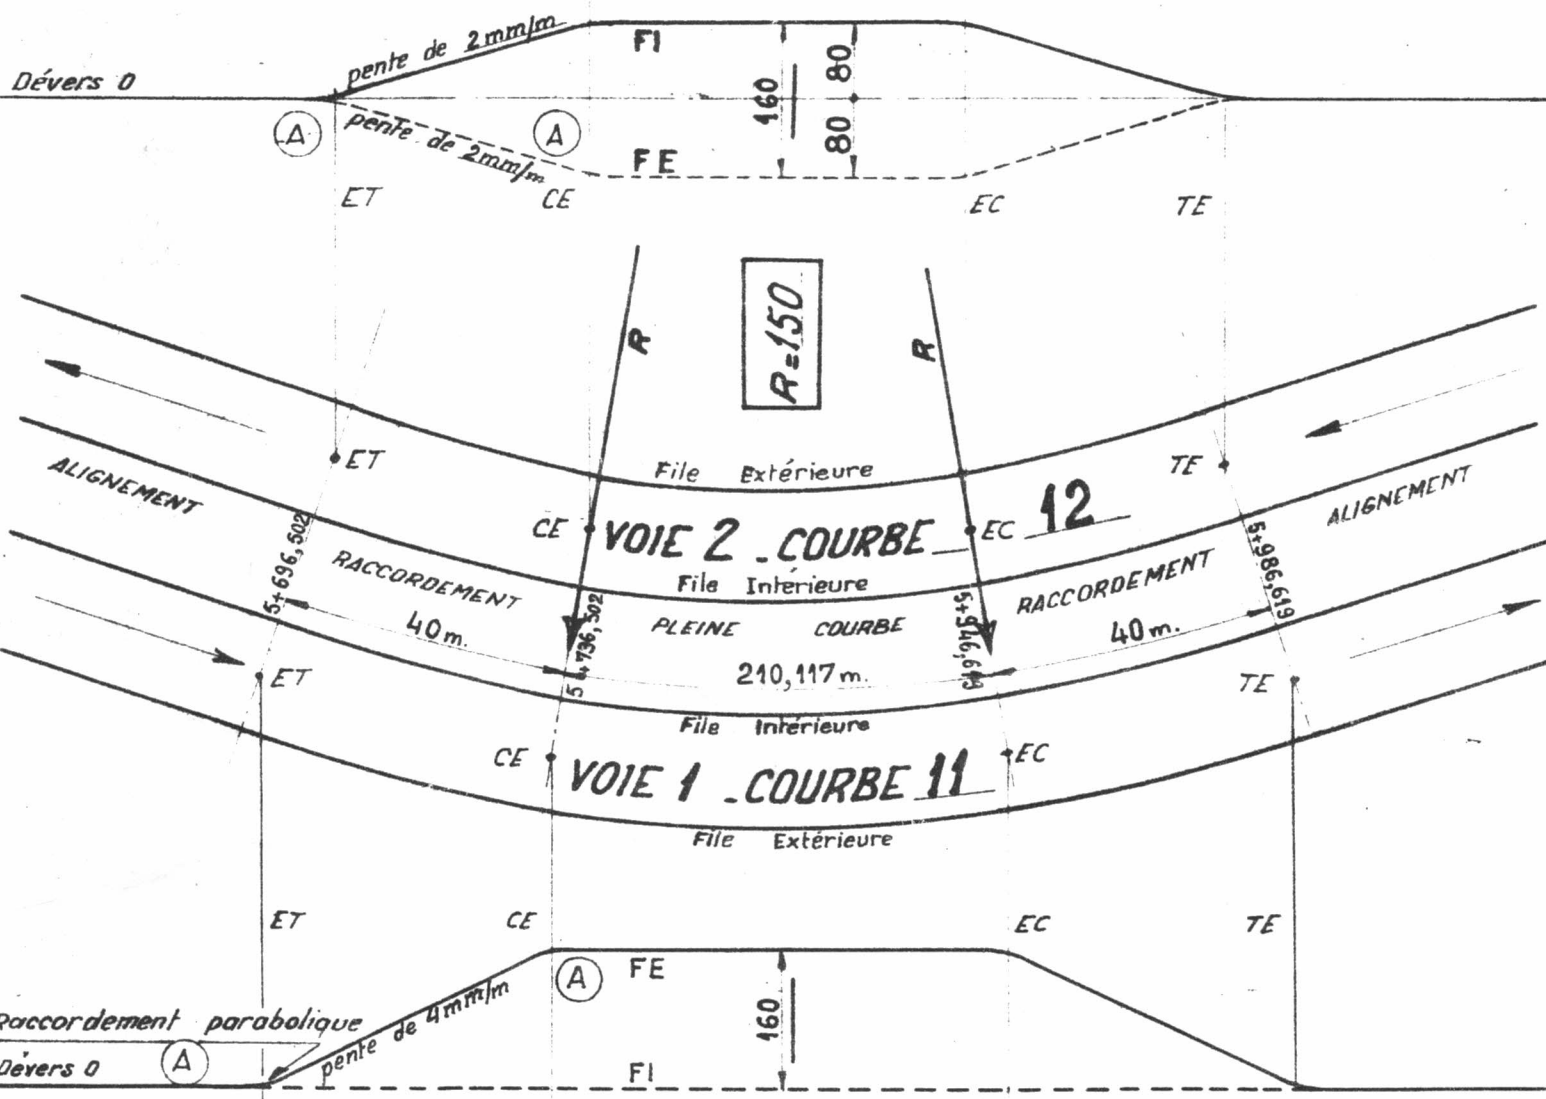 Dévers 0
pente de 2mm/m
pente de 2mm/m
A
A
FI
FE
160
80
80
ET
CE
EC
TE
R
R=150
R
ALIGNEMENT
ET
File Extérieure
TE
ALIGNEMENT
CE
VOIE 2 - COURBE 12
EC
5+696,502
RACCORDEMENT
File Intérieure
RACCORDEMENT
5+986,619
40m.
5+736,502
PLEINE COURBE
5+946,619
40m.
210,117m.
ET
TE
File Intérieure
CE
VOIE 1 - COURBE 11
EC
File Extérieure
ET
CE
EC
TE
FE
A
160
Raccordement parabolique
Dévers 0
A
pente de 4mm/m
FI